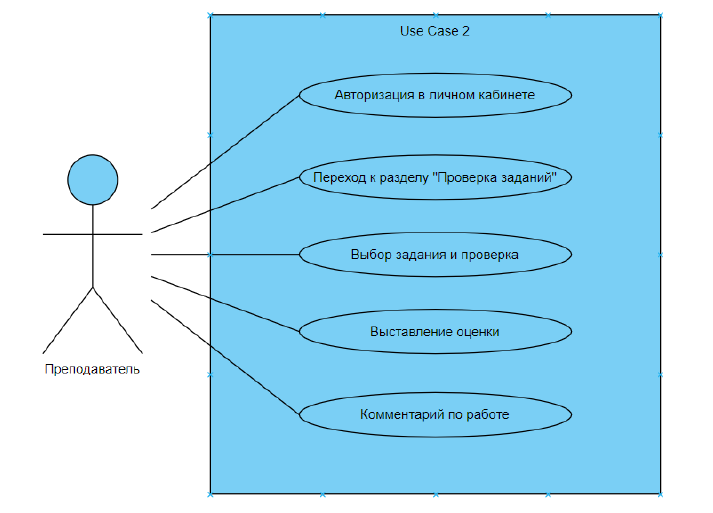 Use Case 2
Авторизация в личном кабинете
Переход к разделу "Проверка заданий"
Выбор задания и проверка
Выставление оценки
Преподаватель
Комментарий по работе